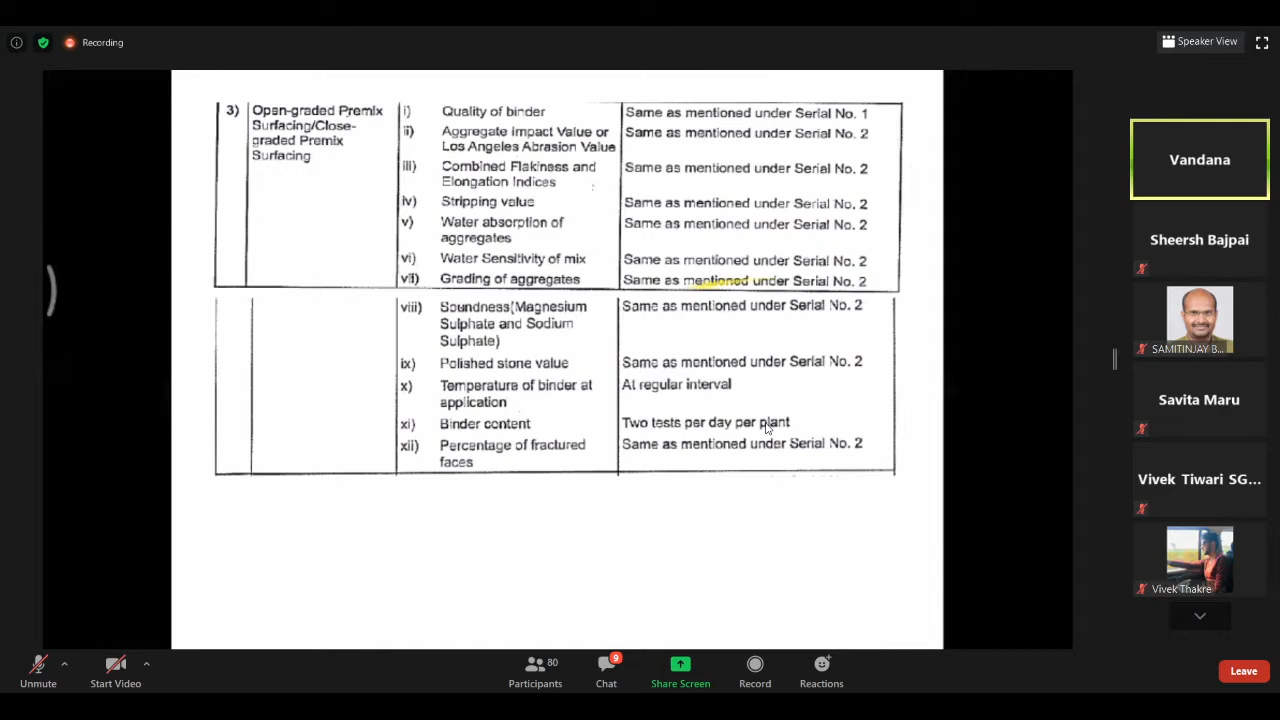 Recording
Speaker View
3) Open-graded Premix Surfacing/Close-graded Premix Surfacing
i) Quality of binder Same as mentioned under Serial No. 1
ii) Aggregate Impact Value or Los Angeles Abrasion Value Same as mentioned under Serial No. 2
iii) Combined Flakiness and Elongation Indices Same as mentioned under Serial No. 2
iv) Stripping value Same as mentioned under Serial No. 2
v) Water absorption of aggregates Same as mentioned under Serial No. 2
vi) Water Sensitivity of mix Same as mentioned under Serial No. 2
vii) Grading of aggregates Same as mentioned under Serial No. 2
viii) Soundness(Magnesium Sulphate and Sodium Sulphate) Same as mentioned under Serial No. 2
ix) Polished stone value Same as mentioned under Serial No. 2
x) Temperature of binder at application At regular interval
xi) Binder content Two tests per day per plant
xii) Percentage of fractured faces Same as mentioned under Serial No. 2
Vandana
Sheersh Bajpai
SAMITINJAY B...
Savita Maru
Vivek Tiwari SG...
Vivek Thakre
Unmute
Start Video
80
Participants
9
Chat
Share Screen
Record
Reactions
Leave